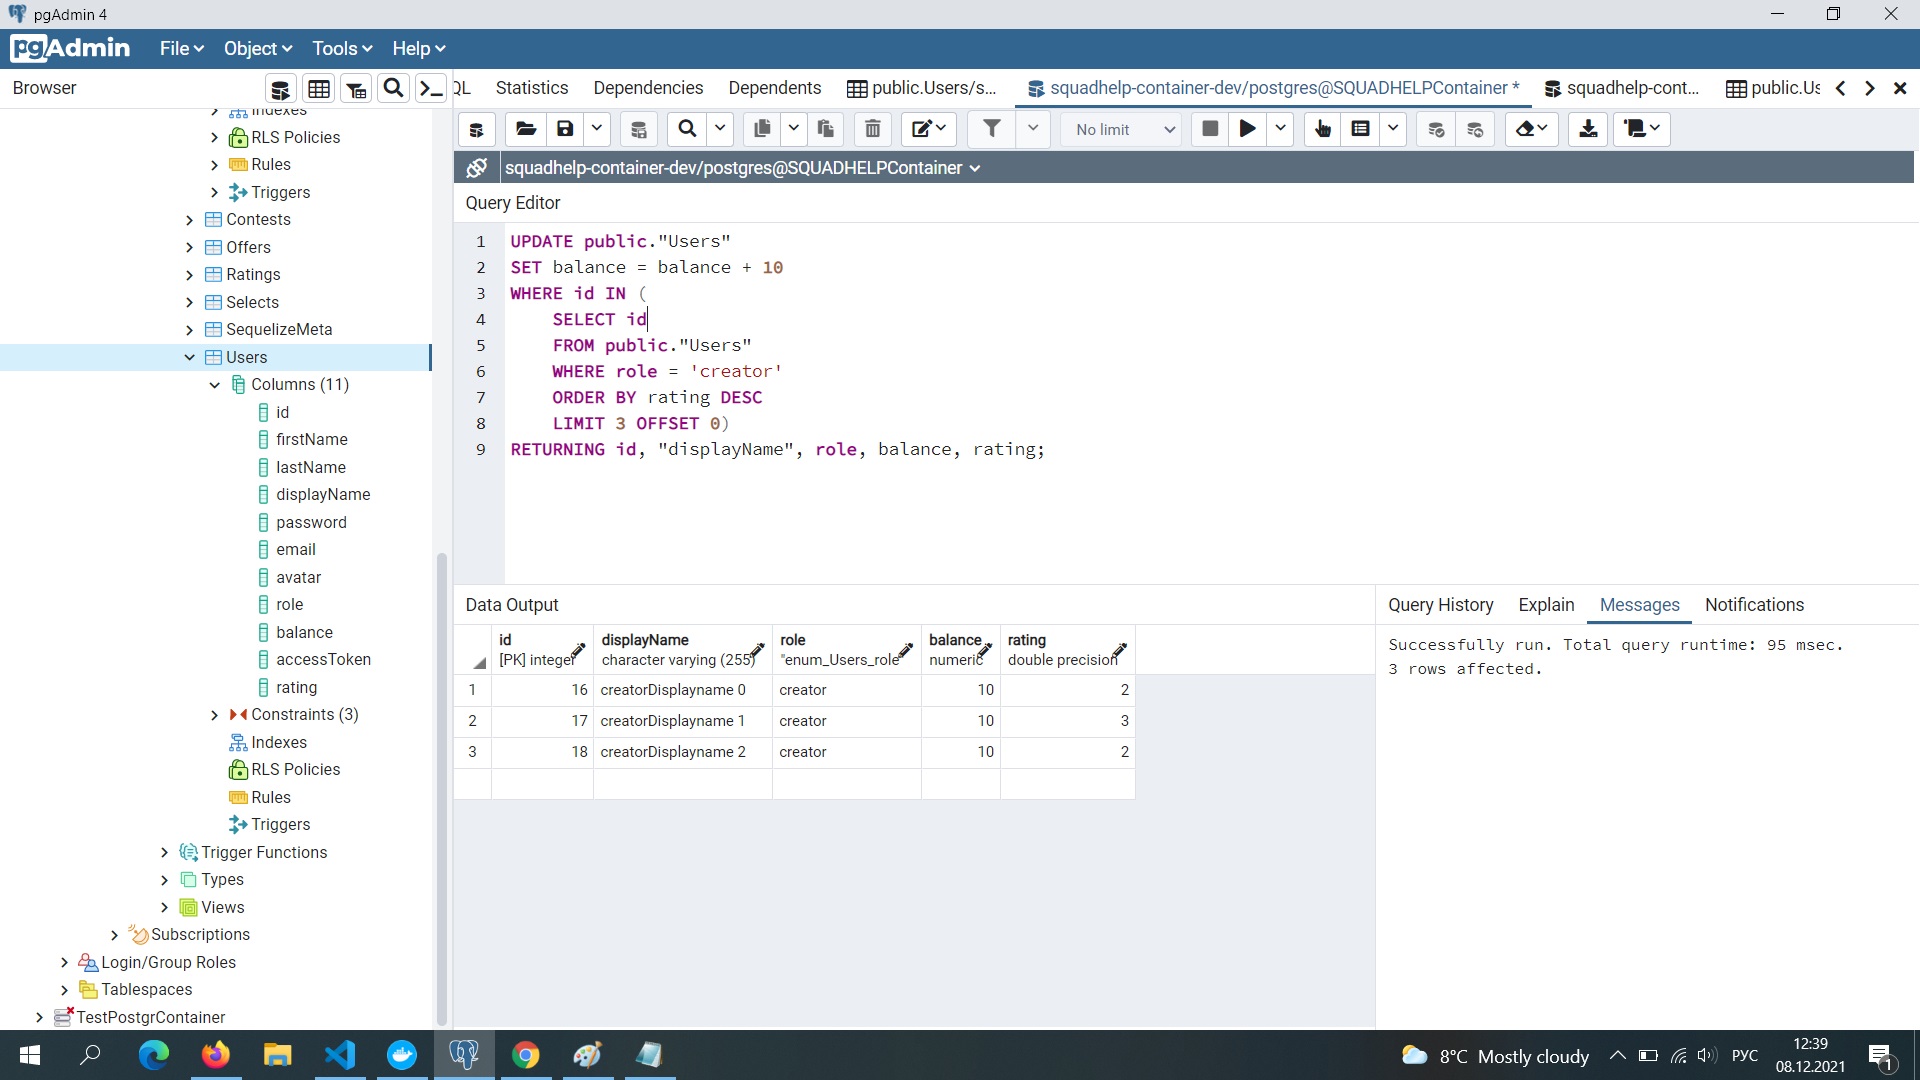 pgAdmin 4
pgAdmin File Object Tools Help
Browser
QL Statistics Dependencies Dependents public.Users/s... squadhelp-container-dev/postgres@SQUADHELPContainer * squadhelp-cont... public.Us
No limit
squadhelp-container-dev/postgres@SQUADHELPContainer
Query Editor
1 UPDATE public."Users"
2 SET balance = balance + 10
3 WHERE id IN (
4 SELECT id
5 FROM public."Users"
6 WHERE role = 'creator'
7 ORDER BY rating DESC
8 LIMIT 3 OFFSET 0)
9 RETURNING id, "displayName", role, balance, rating;
Indexes
RLS Policies
Rules
Triggers
Contests
Offers
Ratings
Selects
SequelizeMeta
Users
Columns (11)
id
firstName
lastName
displayName
password
email
avatar
role
balance
accessToken
rating
Constraints (3)
Indexes
RLS Policies
Rules
Triggers
Trigger Functions
Types
Views
Subscriptions
Login/Group Roles
Tablespaces
TestPostgrContainer
Data Output
id displayName role balance rating
[PK] integer character varying (255) "enum_Users_role" numeric double precision
1 16 creatorDisplayname 0 creator 10 2
2 17 creatorDisplayname 1 creator 10 3
3 18 creatorDisplayname 2 creator 10 2
Query History Explain Messages Notifications
Successfully run. Total query runtime: 95 msec.
3 rows affected.
8°C Mostly cloudy РУС
12:39
08.12.2021
1